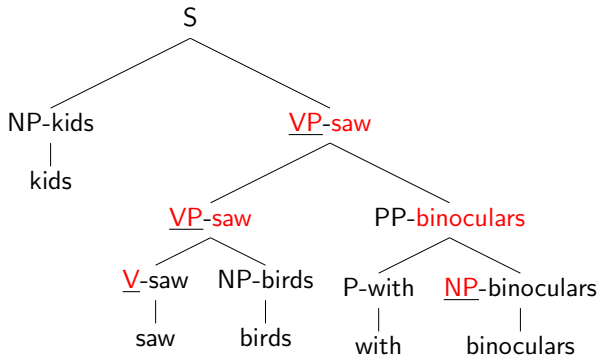 S
NP-kids VP-saw
kids
VP-saw PP-binoculars
V-saw NP-birds P-with NP-binoculars
saw birds with binoculars